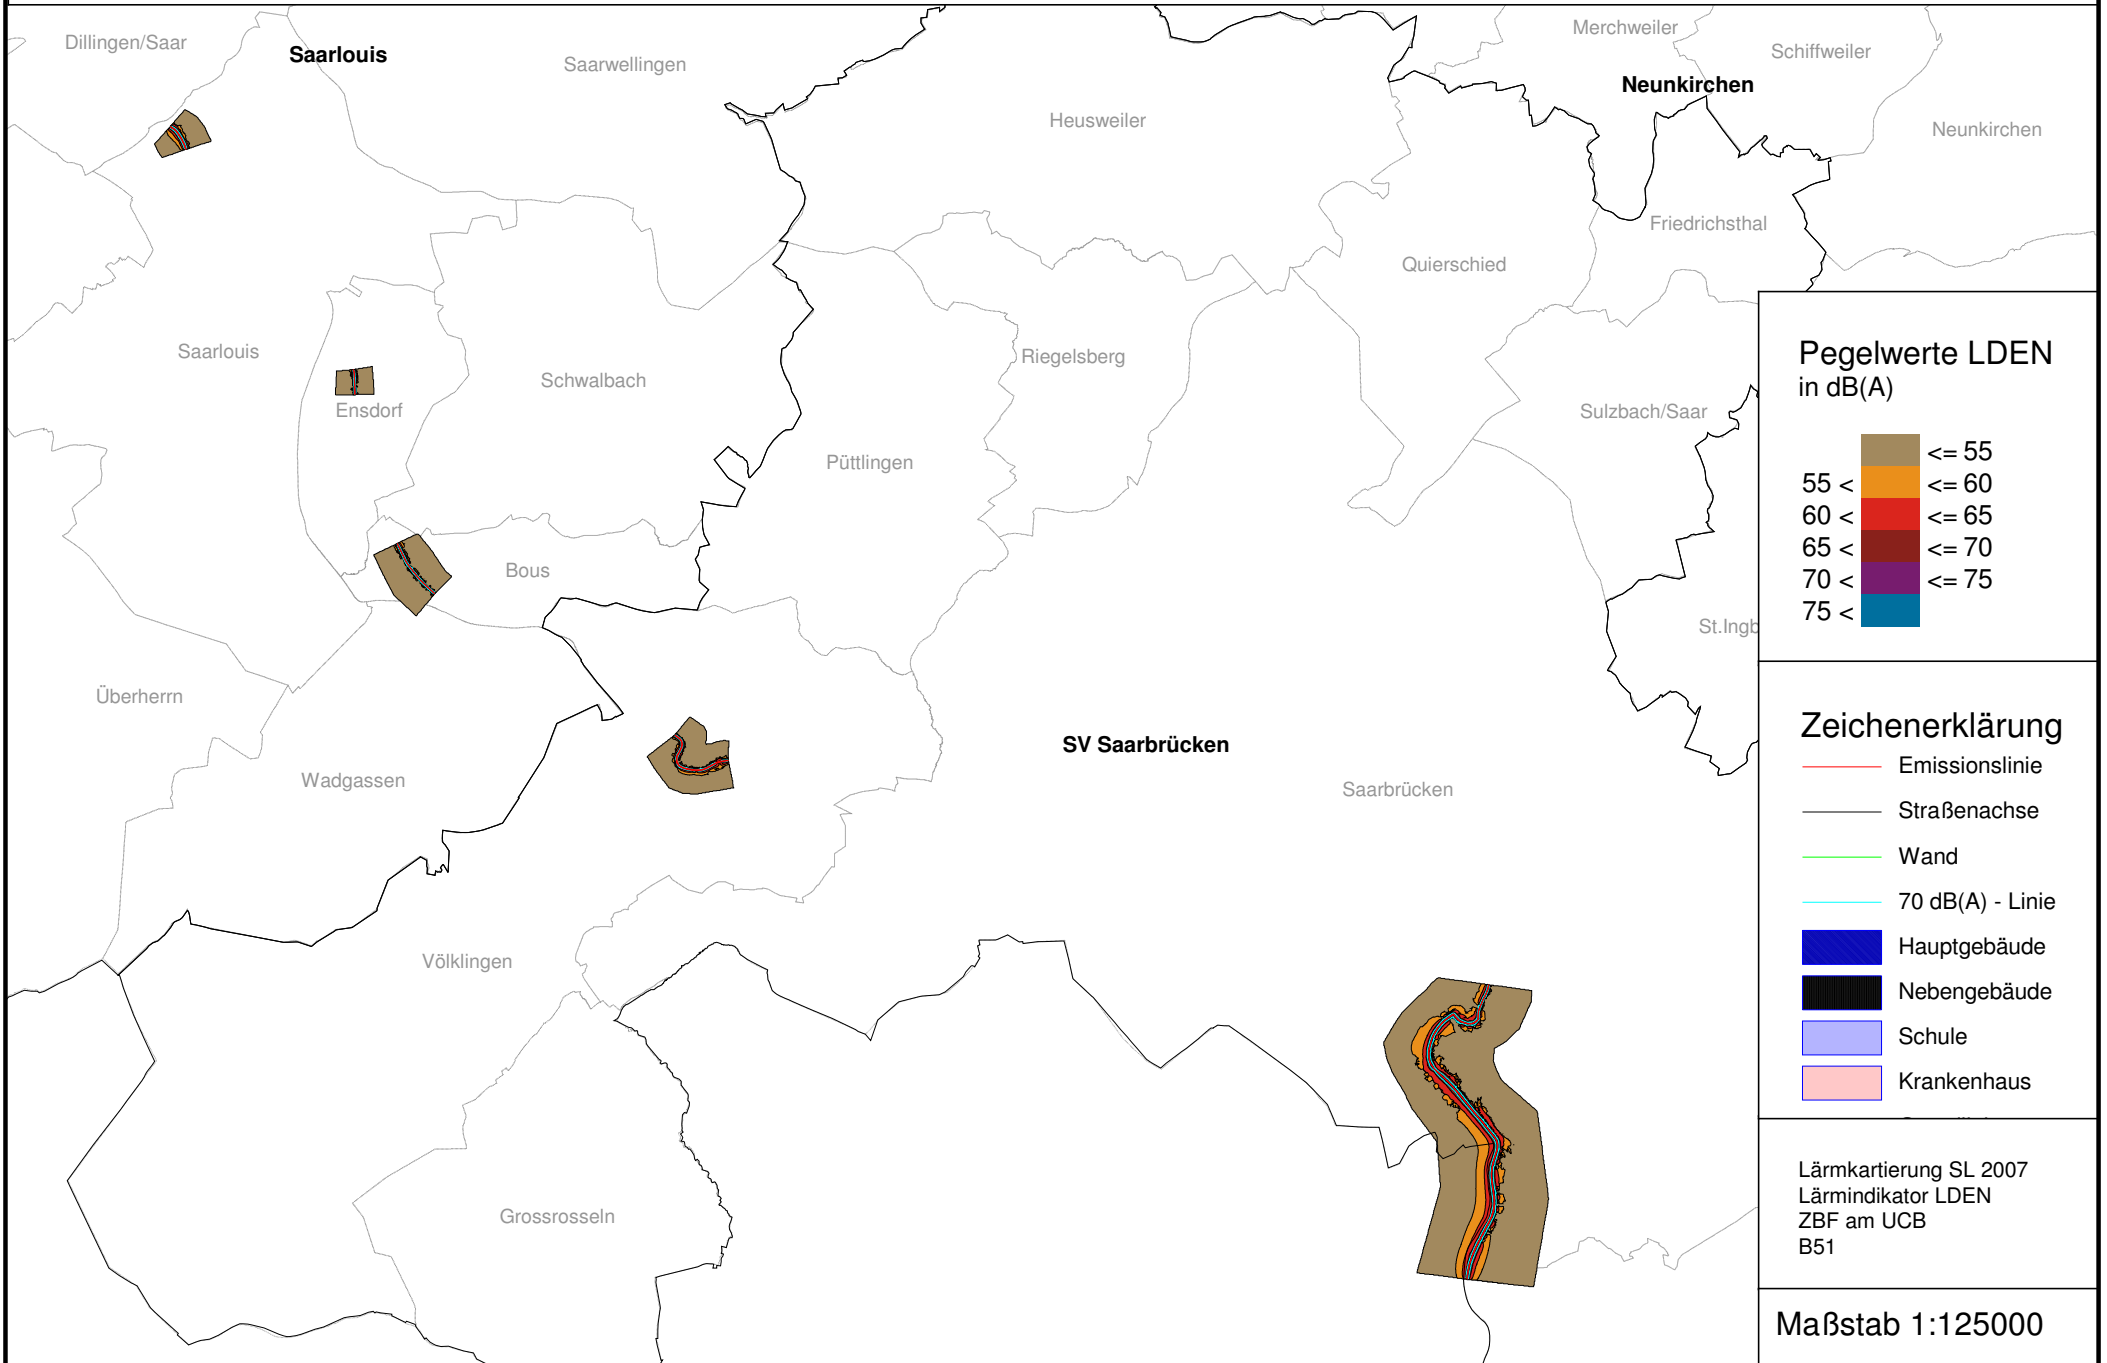 Dillingen/Saar
Saarlouis
Saarwellingen
Merchweiler
Schiffweiler
Neunkirchen
Heusweiler
Neunkirchen
Friedrichsthal
Quierschied
Saarlouis
Ensdorf
Schwalbach
Riegelsberg
Püttlingen
Sulzbach/Saar
Bous
St.Ingb
Überherrn
Wadgassen
SV Saarbrücken
Saarbrücken
Völklingen
Grossrosseln
Pegelwerte LDEN
in dB(A)
<= 55
55 < <= 60
60 < <= 65
65 < <= 70
70 < <= 75
75 <
Zeichenerklärung
Emissionslinie
Straßenachse
Wand
70 dB(A) - Linie
Hauptgebäude
Nebengebäude
Schule
Krankenhaus
Lärmkartierung SL 2007
Lärmindikator LDEN
ZBF am UCB
B51
Maßstab 1:125000